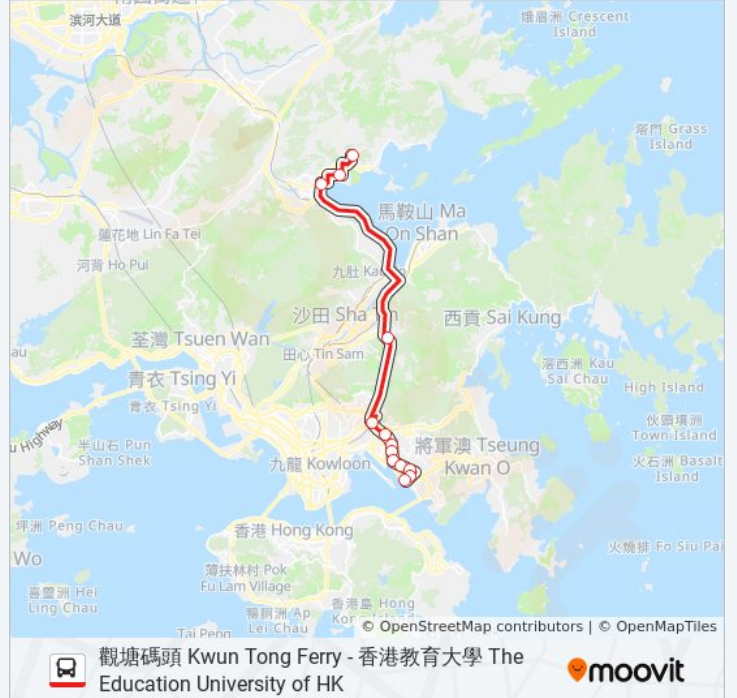 滨河大道
娥眉洲 Crescent
Island
塔門 Grass
Island
馬鞍山 Ma
On Shan
蓮花地 Lin Fa Tei
河背 Ho Pui
九肚 Kau To
沙田 Sha Tin
西貢 Sai Kung
荃灣 Tsuen Wan
田心 Tin Sam
滘西洲 Kau
Sai Chau
au
青衣 Tsing Yi
High Island
青衣 Tsing Yi
伙頭墳洲
Town Island
u Highway
半山石 Pun
Shan Shek
將軍澳 Tseung
Kwan O
九龍 Kowloon
火石洲 Basalt
Island
坪洲 Peng Chau
香港 Hong Kong
Wo
火燒排 Fo Siu Pai
薄扶林村 Pok
Fu Lam Village
喜靈洲 Hei
Ling Chau
鴨脷洲 Ap
Lei Chau
香港島 Hong
Tai Peng
© OpenStreetMap contributors | © OpenMapTiles
觀塘碼頭 Kwun Tong Ferry - 香港教育大學 The
Education University of HK
moovit